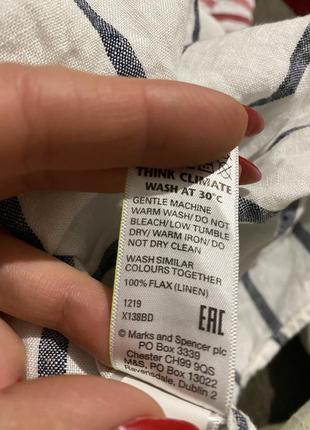 THINK CLIMATE
WASH AT 30°C
GENTLE MACHINE
WARM WASH/ DO NOT
BLEACH/ LOW TUMBLE
DRY/ WARM IRON/ DO
NOT DRY CLEAN
WASH SIMILAR
COLOURS TOGETHER
100% FLAX (LINEN)
1219
X138BD
EAC
© Marks and Spencer plc
PO Box 3339
Chester CH99 9QS
M&S, PO Box 13022
Ravensdale, Dublin 2